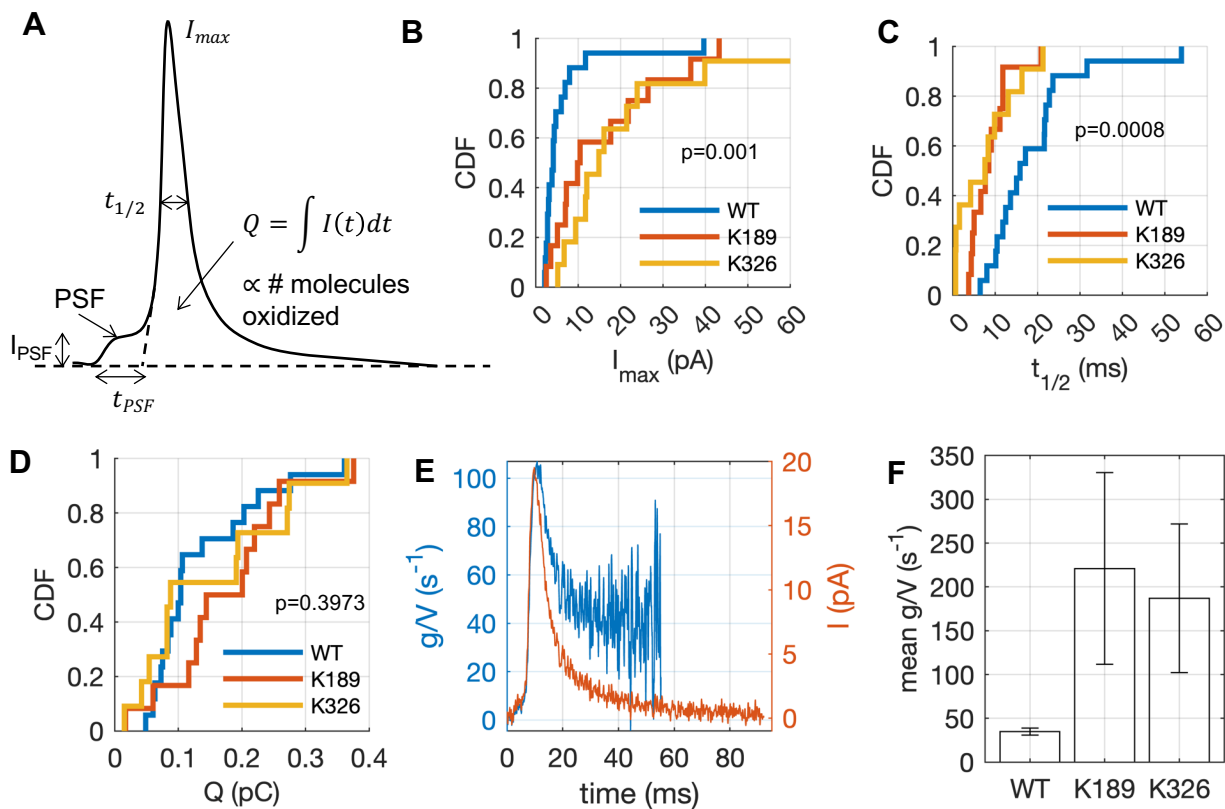 A
I_max
t_1/2
Q = ∫ I(t)dt
∝ # molecules
oxidized
PSF
I_PSF
t_PSF
B
1
0.8
0.6
0.4
0.2
0
CDF
p=0.001
WT
K189
K326
0 10 20 30 40 50 60
I_max (pA)
C
1
0.8
0.6
0.4
0.2
0
CDF
p=0.0008
WT
K189
K326
0 10 20 30 40 50 60
t_1/2 (ms)
D
1
0.8
0.6
0.4
0.2
0
CDF
p=0.3973
WT
K189
K326
0 0.1 0.2 0.3 0.4
Q (pC)
E
100
80
60
40
20
0
g/V (s⁻¹)
20
15
10
5
0
I (pA)
0 20 40 60 80
time (ms)
F
350
300
250
200
150
100
50
0
mean g/V (s⁻¹)
WT K189 K326